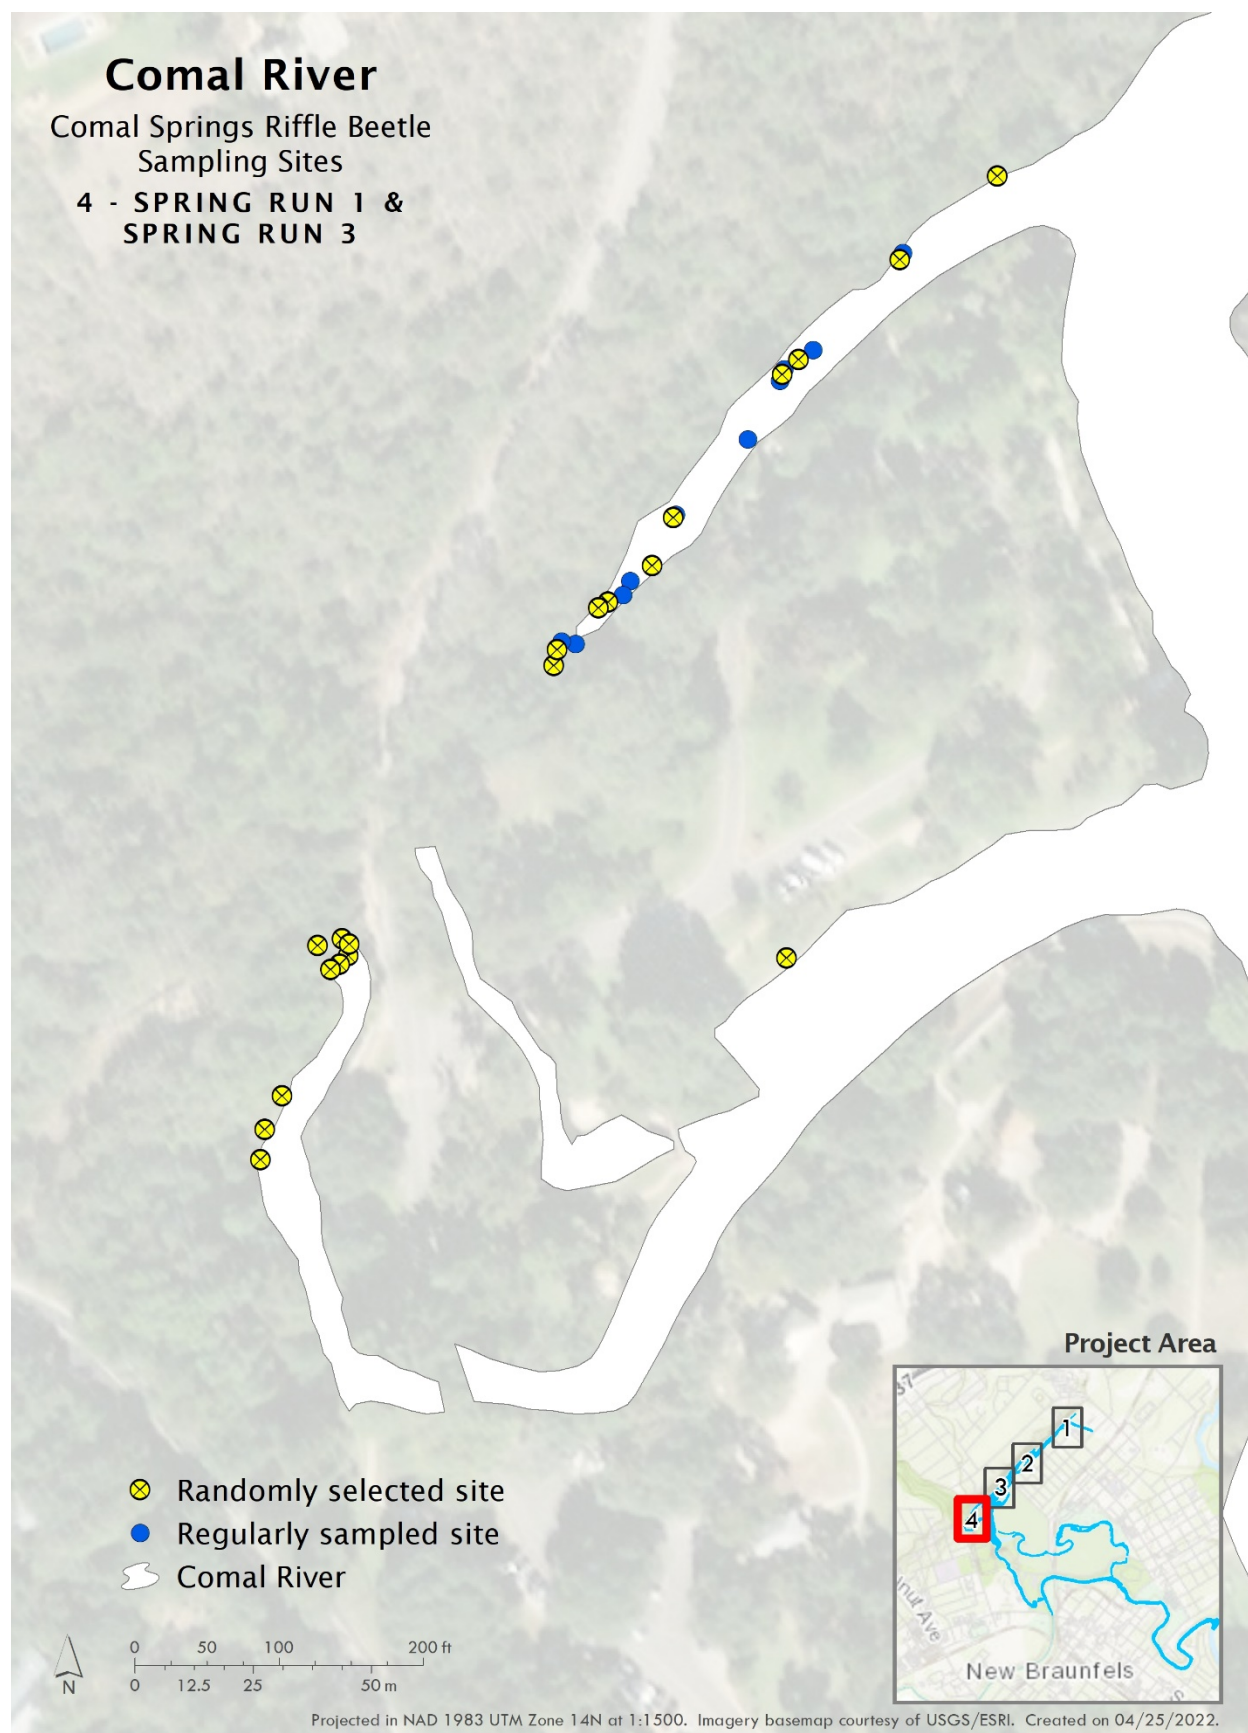 Comal River
Comal Springs Riffle Beetle
Sampling Sites
4 - SPRING RUN 1 &
SPRING RUN 3
Project Area
37
1
2
3
4
nut Ave
New Braunfels
Randomly selected site
Regularly sampled site
Comal River
0 50 100 200 ft
0 12.5 25 50 m
N
Projected in NAD 1983 UTM Zone 14N at 1:1500. Imagery basemap courtesy of USGS/ESRI. Created on 04/25/2022.